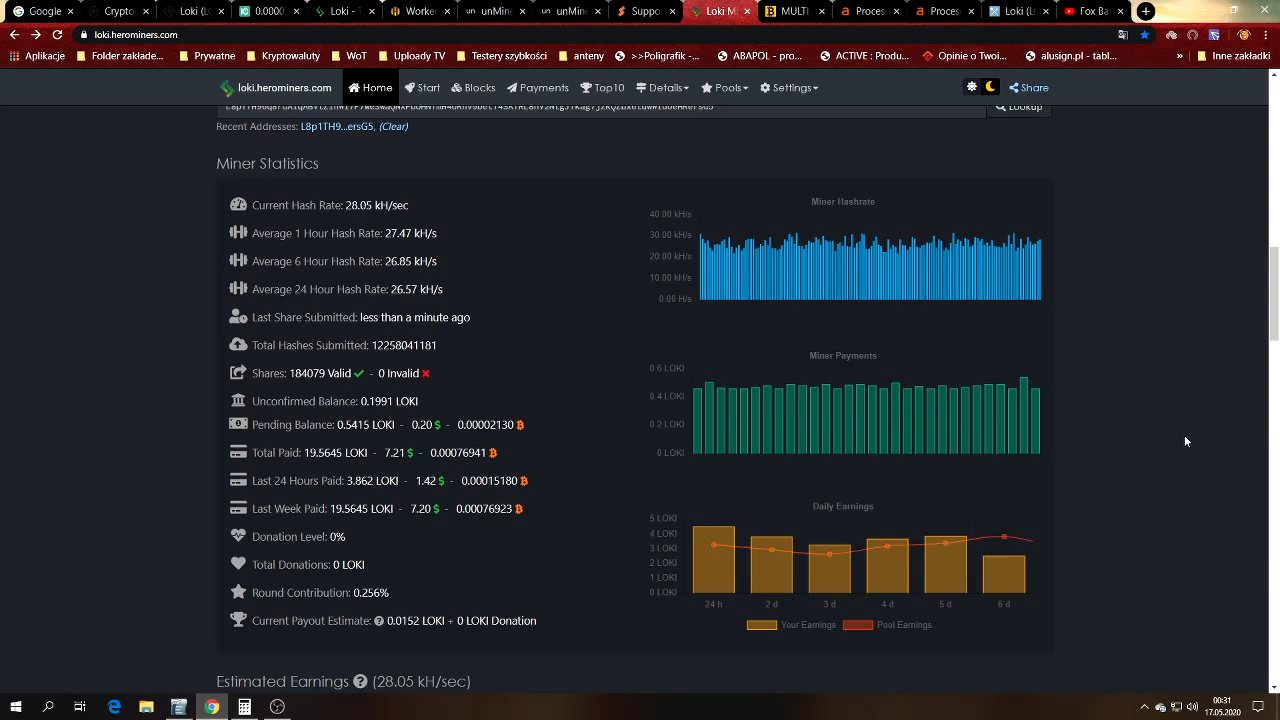 Google
Crypto
Loki (L
0.0000
Loki - T
Worker
unMine
unMine
Suppo
Loki M
MULTI
Proces
Proces
Loki (L
Fox Ba
loki.herominers.com
Aplikacje
Folder zakłade...
Prywatne
Kryptowaluty
WoT
Uploady TV
Testery szybkości
anteny
>>Poligrafik -...
ABAPOL - pro...
ACTIVE : Produ...
Opinie o Twoi...
alusign.pl - tabl...
»
Inne zakładki
loki.herominers.com
Home
Start
Blocks
Payments
Top10
Details
Pools
Settings
Share
Lookup
Recent Addresses: L8p1TH9...ersG5, (Clear)
Miner Statistics
Current Hash Rate: 28.05 kH/sec
Average 1 Hour Hash Rate: 27.47 kH/s
Average 6 Hour Hash Rate: 26.85 kH/s
Average 24 Hour Hash Rate: 26.57 kH/s
Last Share Submitted: less than a minute ago
Total Hashes Submitted: 12258041181
Shares: 184079 Valid - 0 Invalid
Unconfirmed Balance: 0.1991 LOKI
Pending Balance: 0.5415 LOKI - 0.20 $ - 0.00002130
Total Paid: 19.5645 LOKI - 7.21 $ - 0.00076941
Last 24 Hours Paid: 3.862 LOKI - 1.42 $ - 0.00015180
Last Week Paid: 19.5645 LOKI - 7.20 $ - 0.00076923
Donation Level: 0%
Total Donations: 0 LOKI
Round Contribution: 0.256%
Current Payout Estimate: 0.0152 LOKI + 0 LOKI Donation
Miner Hashrate
40.00 kH/s
30.00 kH/s
20.00 kH/s
10.00 kH/s
0.00 H/s
Miner Payments
0.6 LOKI
0.4 LOKI
0.2 LOKI
0 LOKI
Daily Earnings
5 LOKI
4 LOKI
3 LOKI
2 LOKI
1 LOKI
0 LOKI
24 h
2 d
3 d
4 d
5 d
6 d
Your Earnings
Pool Earnings
Estimated Earnings (28.05 kH/sec)
00:31
17.05.2020